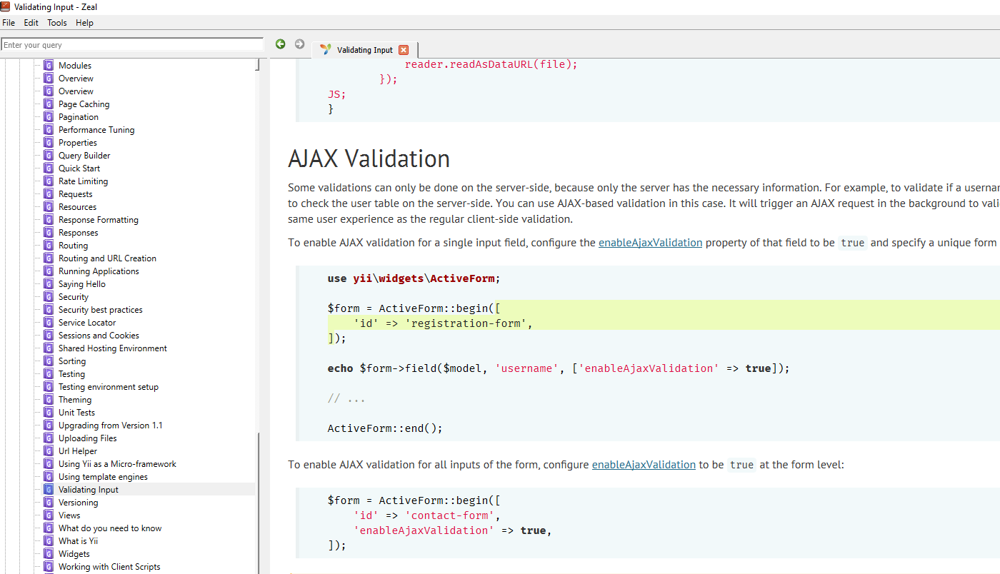 Validating Input - Zeal
File Edit Tools Help
Enter your query
Validating Input
Modules
Overview
Overview
Page Caching
Pagination
Performance Tuning
Properties
Query Builder
Quick Start
Rate Limiting
Requests
Resources
Response Formatting
Responses
Routing
Routing and URL Creation
Running Applications
Saying Hello
Security
Security best practices
Service Locator
Sessions and Cookies
Shared Hosting Environment
Sorting
Testing
Testing environment setup
Theming
Unit Tests
Upgrading from Version 1.1
Uploading Files
Url Helper
Using Yii as a Micro-framework
Using template engines
Validating Input
Versioning
Views
What do you need to know
What is Yii
Widgets
Working with Client Scripts
reader.readAsDataURL(file);
});
JS;
}
AJAX Validation
Some validations can only be done on the server-side, because only the server has the necessary information. For example, to validate if a userna
to check the user table on the server-side. You can use AJAX-based validation in this case. It will trigger an AJAX request in the background to vali
same user experience as the regular client-side validation.
To enable AJAX validation for a single input field, configure the enableAjaxValidation property of that field to be true and specify a unique form
use yii\widgets\ActiveForm;
$form = ActiveForm::begin([
'id' => 'registration-form',
]);
echo $form->field($model, 'username', ['enableAjaxValidation' => true]);
// ...
ActiveForm::end();
To enable AJAX validation for all inputs of the form, configure enableAjaxValidation to be true at the form level:
$form = ActiveForm::begin([
'id' => 'contact-form',
'enableAjaxValidation' => true,
]);